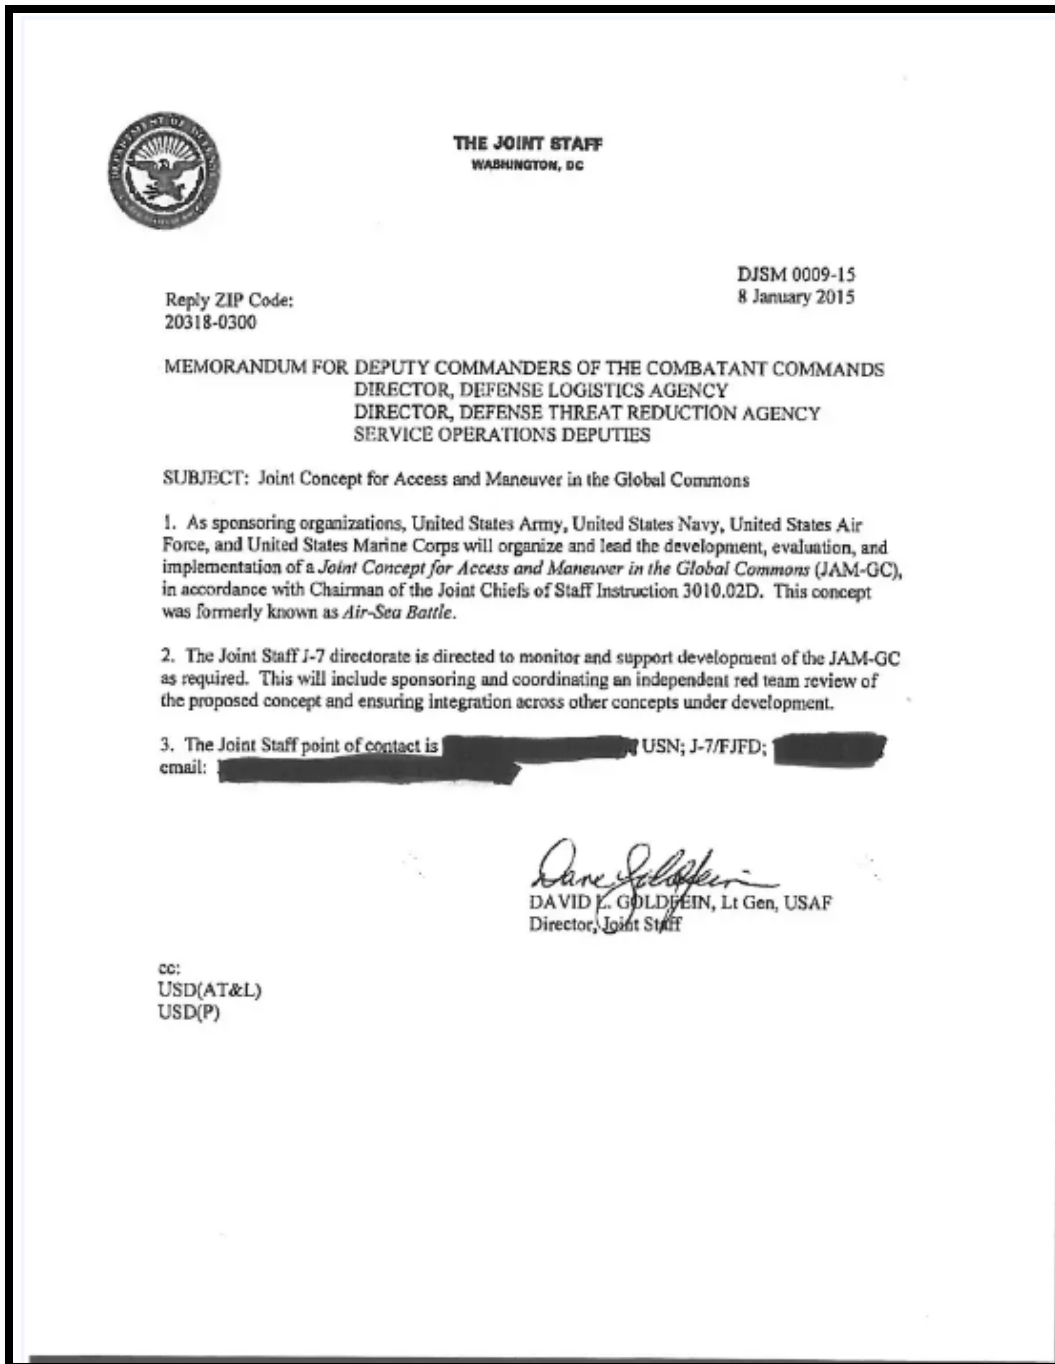 DEPARTMENT OF DEFENSE
UNITED STATES OF AMERICA
THE JOINT STAFF
WASHINGTON, DC
DJSM 0009-15
8 January 2015
Reply ZIP Code:
20318-0300
MEMORANDUM FOR DEPUTY COMMANDERS OF THE COMBATANT COMMANDS
DIRECTOR, DEFENSE LOGISTICS AGENCY
DIRECTOR, DEFENSE THREAT REDUCTION AGENCY
SERVICE OPERATIONS DEPUTIES
SUBJECT: Joint Concept for Access and Maneuver in the Global Commons
1. As sponsoring organizations, United States Army, United States Navy, United States Air
Force, and United States Marine Corps will organize and lead the development, evaluation, and
implementation of a Joint Concept for Access and Maneuver in the Global Commons (JAM-GC),
in accordance with Chairman of the Joint Chiefs of Staff Instruction 3010.02D. This concept
was formerly known as Air-Sea Battle.
2. The Joint Staff J-7 directorate is directed to monitor and support development of the JAM-GC
as required. This will include sponsoring and coordinating an independent red team review of
the proposed concept and ensuring integration across other concepts under development.
3. The Joint Staff point of contact is USN; J-7/FJFD;
email:
Dave Goldfein
DAVID L. GOLDFEIN, Lt Gen, USAF
Director, Joint Staff
cc:
USD(AT&L)
USD(P)